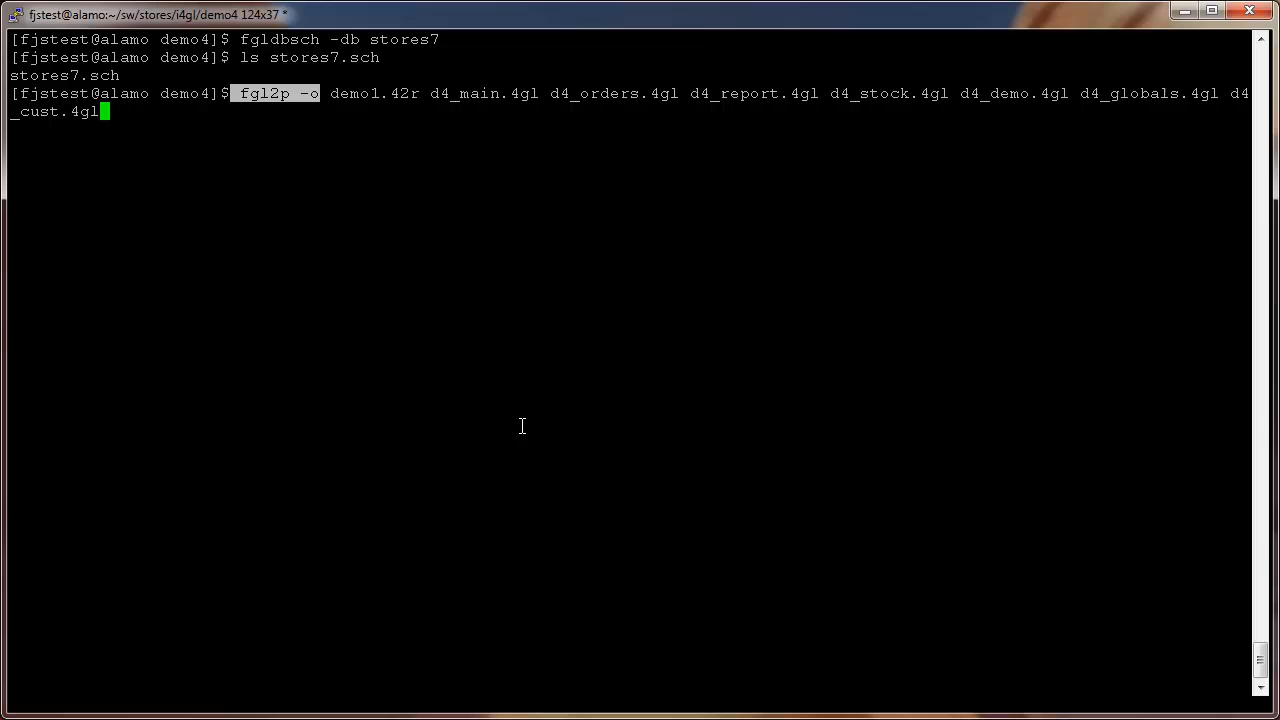 fjstest@alamo:~/sw/stores/i4gl/demo4 124x37 *
[fjstest@alamo demo4]$ fgldbsch -db stores7
[fjstest@alamo demo4]$ ls stores7.sch
stores7.sch
[fjstest@alamo demo4]$ fgl2p -o demo1.42r d4_main.4gl d4_orders.4gl d4_report.4gl d4_stock.4gl d4_demo.4gl d4_globals.4gl d4
_cust.4gl